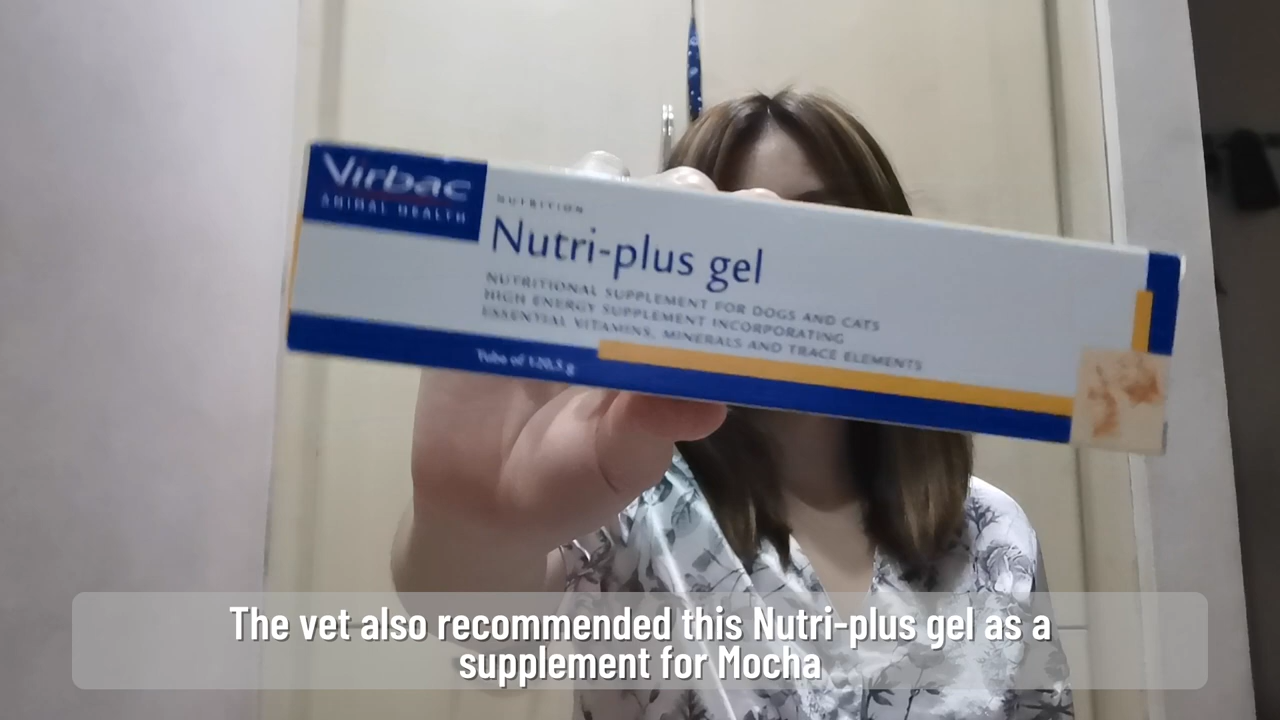 Virbac
ANIMAL HEALTH
NUTRITION
Nutri-plus gel
NUTRITIONAL SUPPLEMENT FOR DOGS AND CATS
HIGH ENERGY SUPPLEMENT INCORPORATING
ESSENTIAL VITAMINS, MINERALS AND TRACE ELEMENTS
Tube of 120,5 g
The vet also recommended this Nutri-plus gel as a
supplement for Mocha